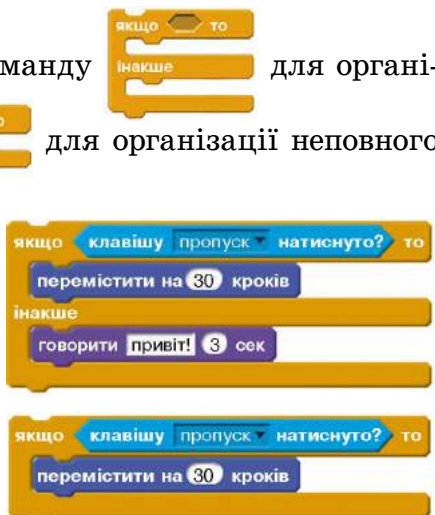 якщо то
манду інакше для органі-
для організації неповного
якщо клавішу пропуск натиснуто? то
перемістити на 30 кроків
інакше
говорити привіт! 3 сек
якщо клавішу пропуск натиснуто? то
перемістити на 30 кроків